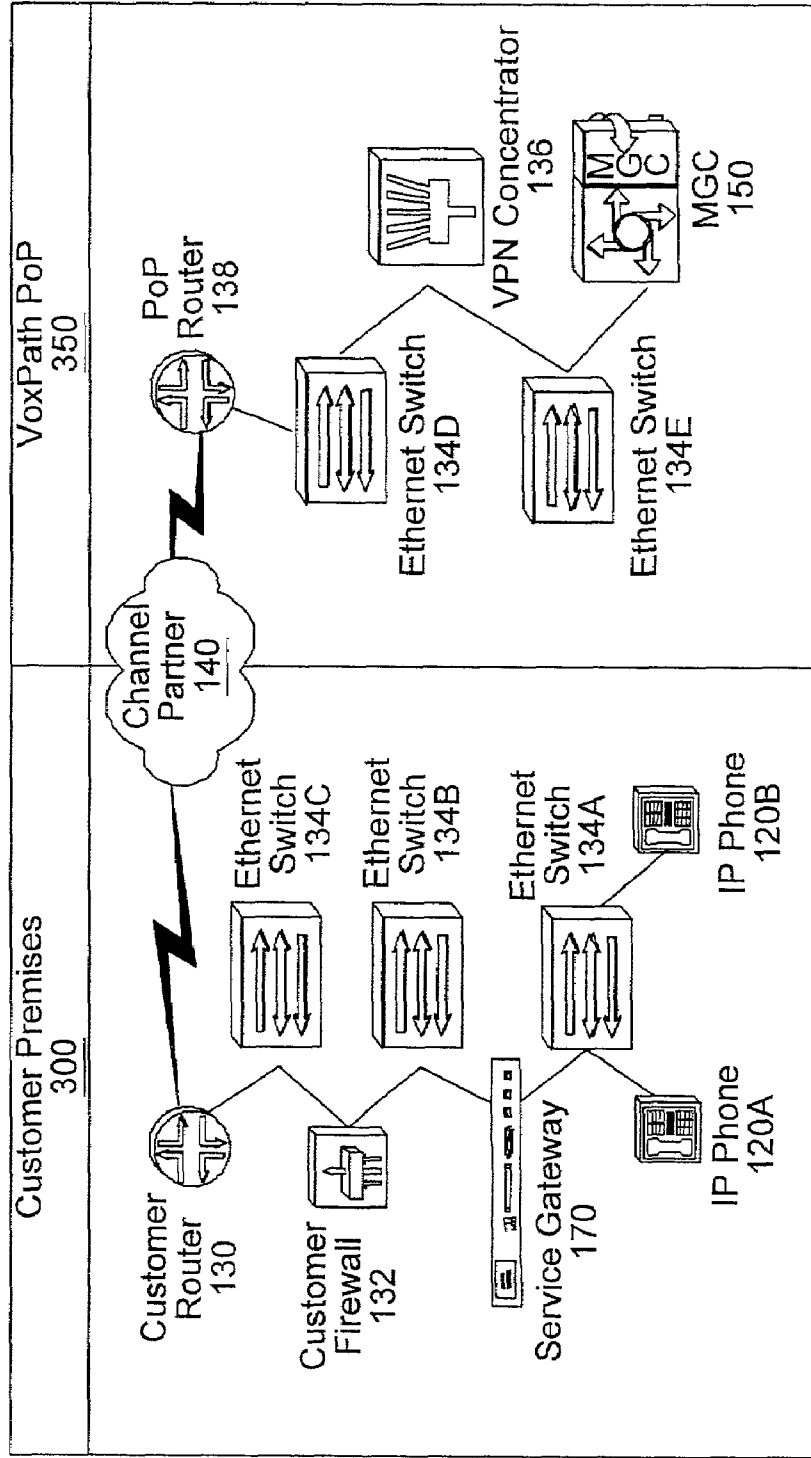 Customer Premises
300
VoxPath PoP
350
Customer
Router
130
Channel
Partner
140
PoP
Router
138
Ethernet
Switch
134C
Customer
Firewall
132
Ethernet
Switch
134B
Service Gateway
170
Ethernet
Switch
134A
IP Phone
120A
IP Phone
120B
Ethernet Switch
134D
VPN Concentrator
136
Ethernet Switch
134E
M
G
C
MGC
150